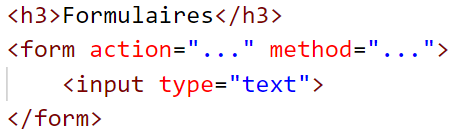 <h3>Formulaires</h3>
<form action="..." method="...">
    <input type="text">
</form>